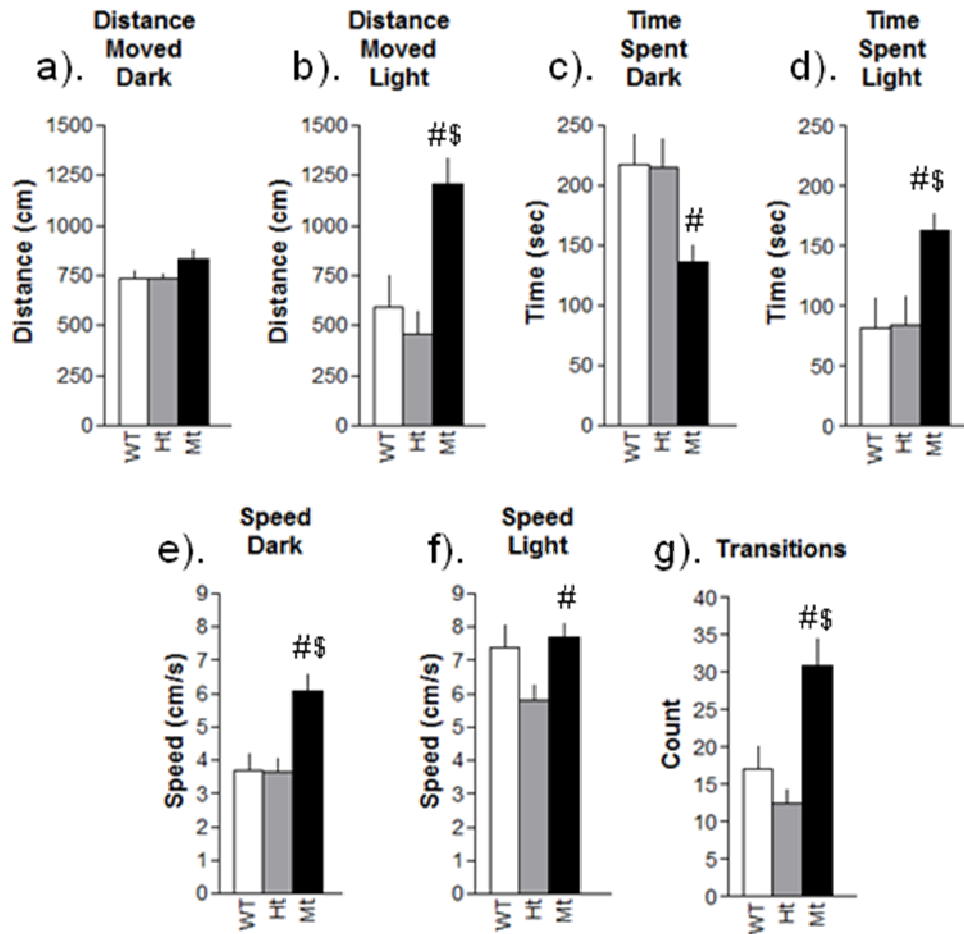 a).
Distance
Moved
Dark
Distance (cm)
1500
1250
1000
750
500
250
0
WT
Ht
Mt
b).
Distance
Moved
Light
Distance (cm)
1500
1250
1000
750
500
250
0
#$
WT
Ht
Mt
c).
Time
Spent
Dark
Time (sec)
250
200
150
100
50
0
#
WT
Ht
Mt
d).
Time
Spent
Light
Time (sec)
250
200
150
100
50
0
#$
WT
Ht
Mt
e).
Speed
Dark
Speed (cm/s)
9
8
7
6
5
4
3
2
1
0
#$
WT
Ht
Mt
f).
Speed
Light
Speed (cm/s)
9
8
7
6
5
4
3
2
1
0
#
WT
Ht
Mt
g).
Transitions
Count
40
35
30
25
20
15
10
5
0
#$
WT
Ht
Mt